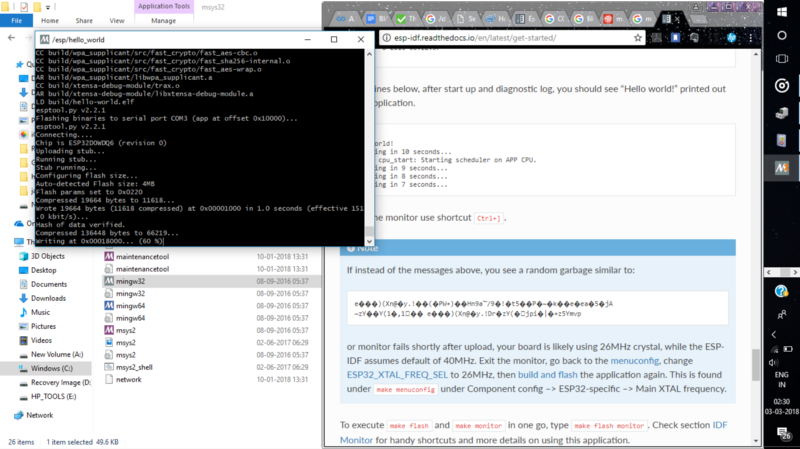 Application Tools
msys32
File
Home
Share
View
Manage
/esp/hello_world
CC build/wpa_supplicant/src/fast_crypto/fast_aes-cbc.o
CC build/wpa_supplicant/src/fast_crypto/fast_sha256-internal.o
CC build/wpa_supplicant/src/fast_crypto/fast_aes-wrap.o
AR build/wpa_supplicant/libwpa_supplicant.a
CC build/xtensa-debug-module/trax.o
AR build/xtensa-debug-module/libxtensa-debug-module.a
LD build/hello-world.elf
esptool.py v2.2.1
Flashing binaries to serial port COM3 (app at offset 0x10000)...
esptool.py v2.2.1
Connecting....
Chip is ESP32D0WDQ6 (revision 0)
Uploading stub...
Running stub...
Stub running...
Configuring flash size...
Auto-detected Flash size: 4MB
Flash params set to 0x0220
Compressed 19664 bytes to 11618...
Wrote 19664 bytes (11618 compressed) at 0x00001000 in 1.0 seconds (effective 151
.0 kbit/s)...
Hash of data verified.
Compressed 136448 bytes to 66219...
Writing at 0x00018000... (60 %)
3D Objects
Desktop
Documents
Downloads
Music
Pictures
Videos
New Volume (A:)
Windows (C:)
Recovery Image (D:)
HP_TOOLS (E:)
Network
maintenancetool 10-01-2018 13:31
maintenancetool 10-01-2018 13:31
mingw32 08-09-2016 05:37
mingw32 08-09-2016 05:37
mingw64 08-09-2016 05:37
mingw64 08-09-2016 05:37
msys2 08-09-2016 05:37
msys2 02-06-2017 06:29
msys2 08-09-2016 05:37
msys2_shell 02-06-2017 06:29
network 10-01-2018 13:31
26 items 1 item selected 49.6 KB
esp-idf.readthedocs.io/en/latest/get-started/
ines below, after start up and diagnostic log, you should see "Hello world!" printed out
pplication.
orld!
ing in 10 seconds...
cpu_start: Starting scheduler on APP CPU.
ing in 9 seconds...
ing in 8 seconds...
ing in 7 seconds...
he monitor use shortcut Ctrl+] .
Note
If instead of the messages above, you see a random garbage similar to:
or monitor fails shortly after upload, your board is likely using 26MHz crystal, while the ESP-
IDF assumes default of 40MHz. Exit the monitor, go back to the menuconfig, change
ESP32_XTAL_FREQ_SEL to 26MHz, then build and flash the application again. This is found
under make menuconfig under Component config –> ESP32-specific –> Main XTAL frequency.
To execute make flash and make monitor in one go, type make flash monitor . Check section IDF
Monitor for handy shortcuts and more details on using this application.
ENG
IN
02:30
03-03-2018
26